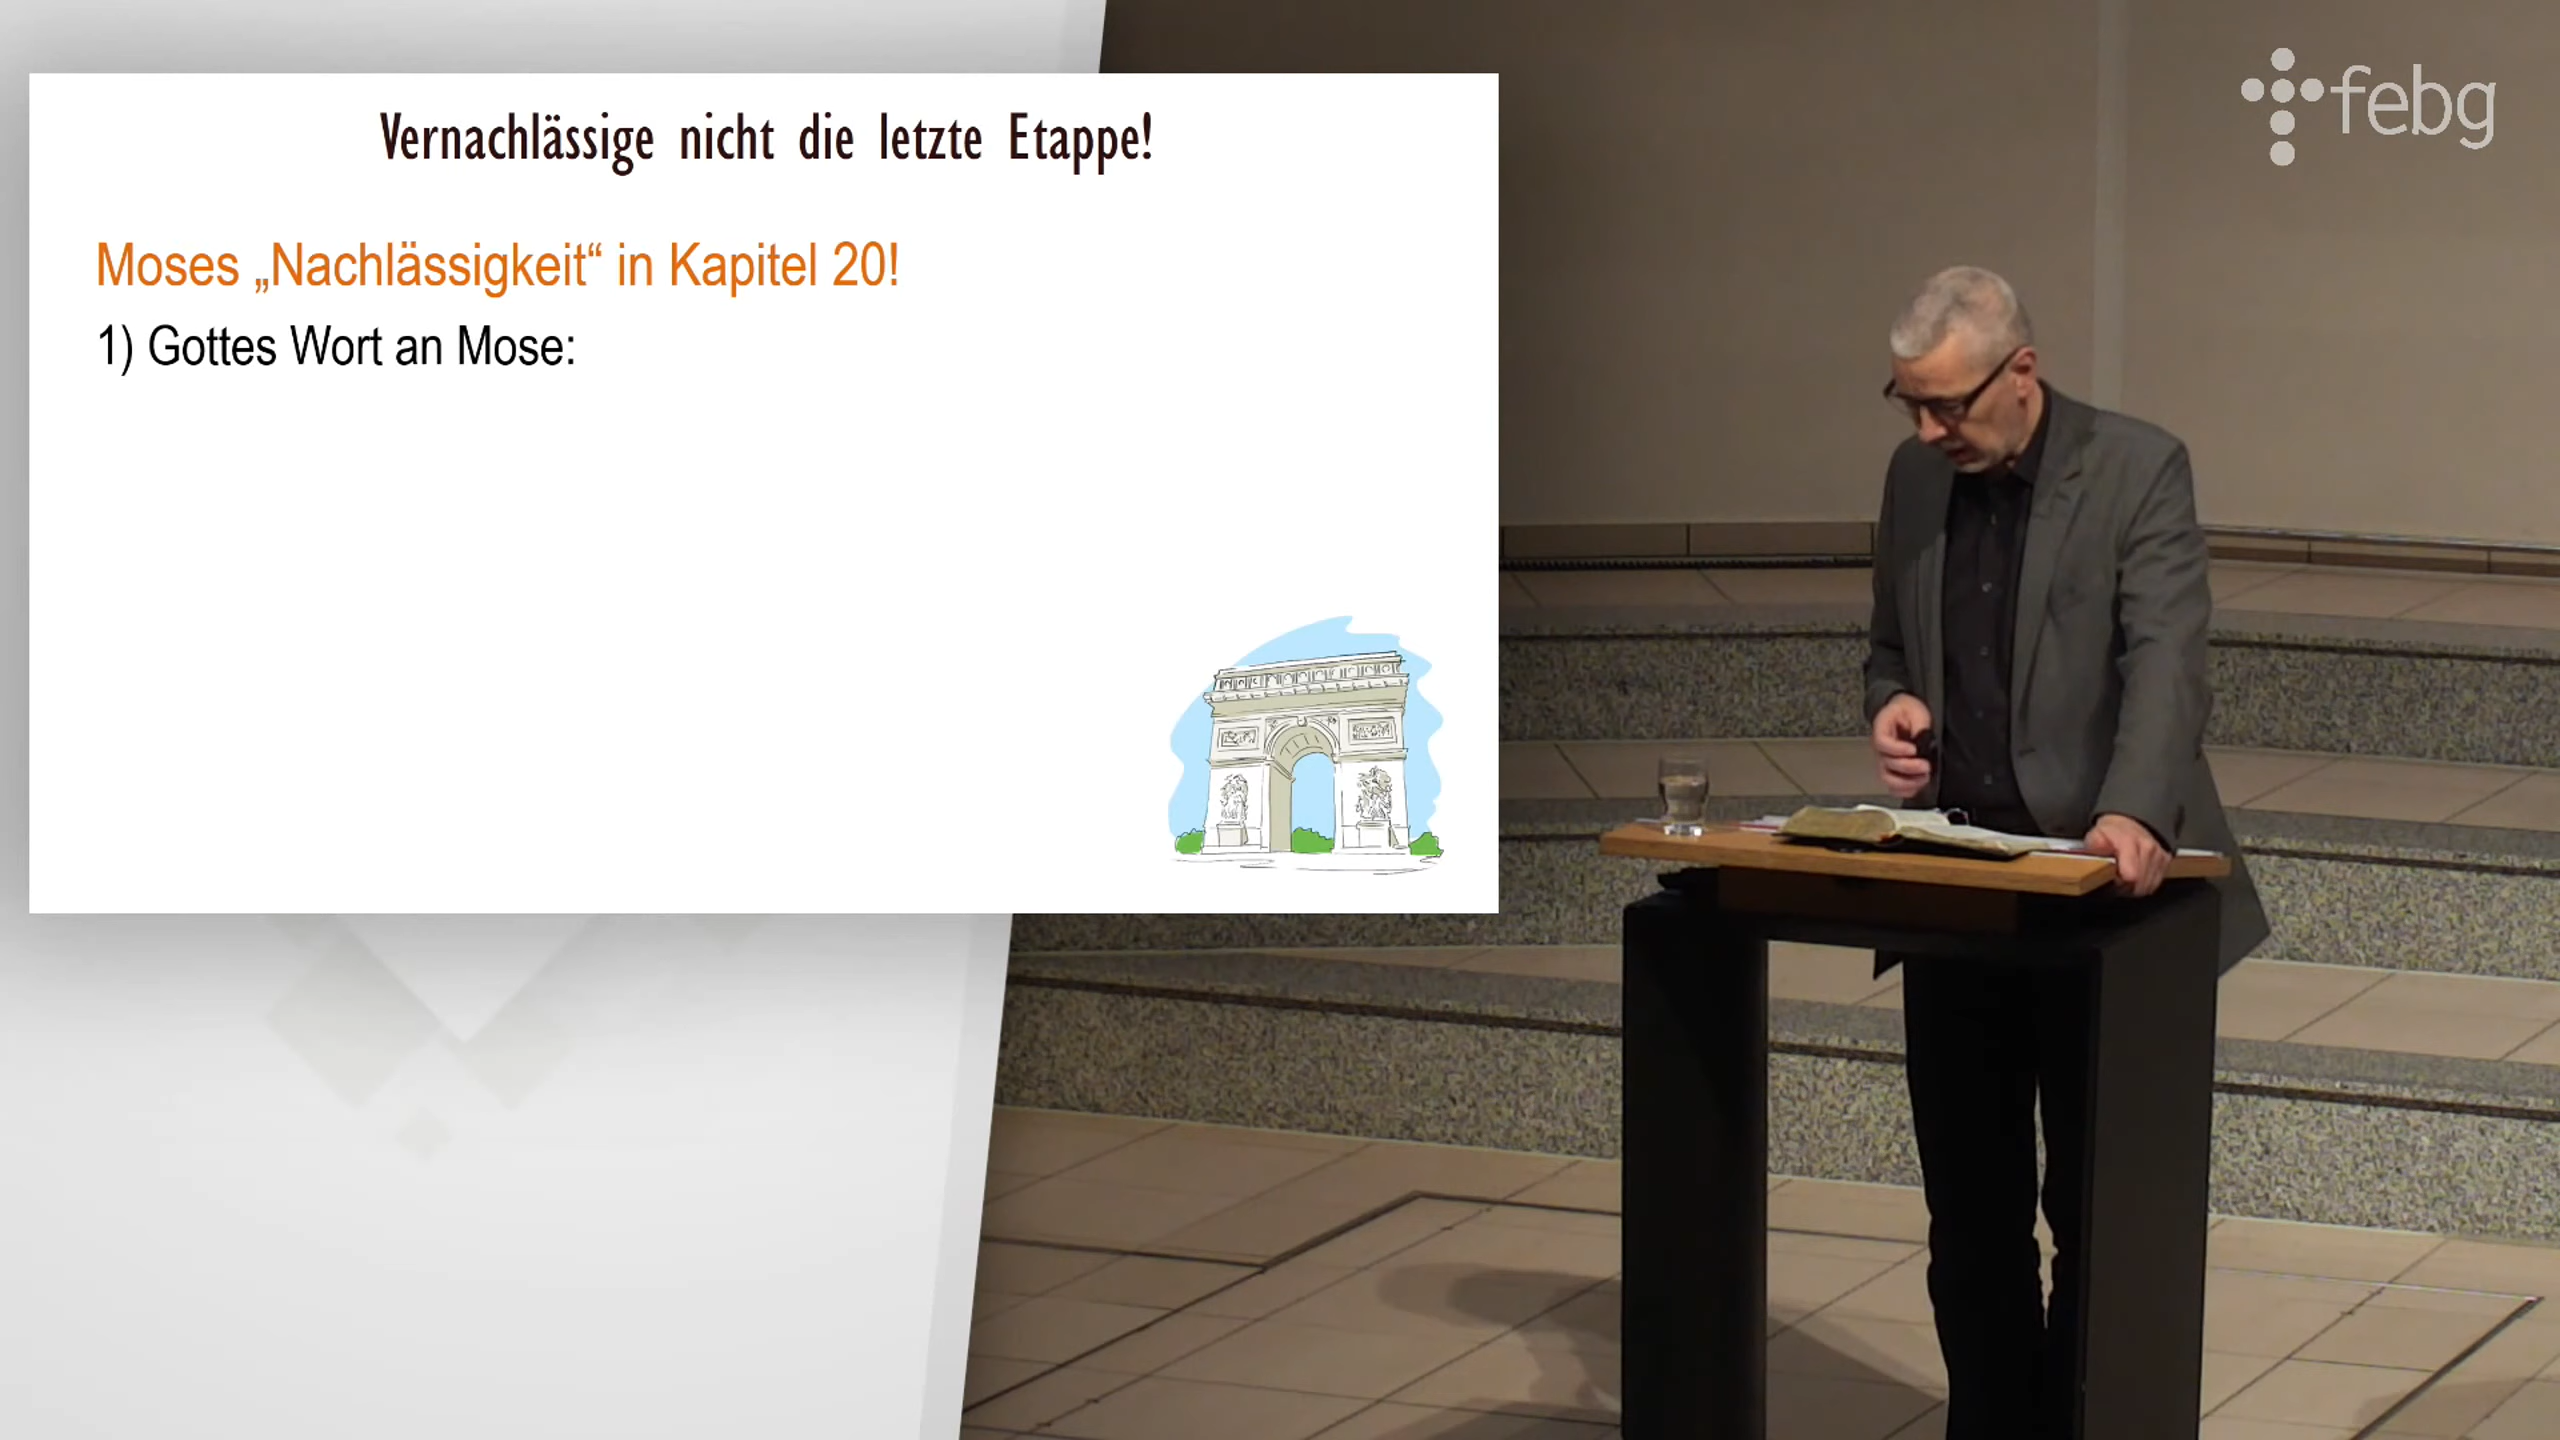 Vernachlässige nicht die letzte Etappe!
Moses „Nachlässigkeit“ in Kapitel 20!
1) Gottes Wort an Mose:
febg